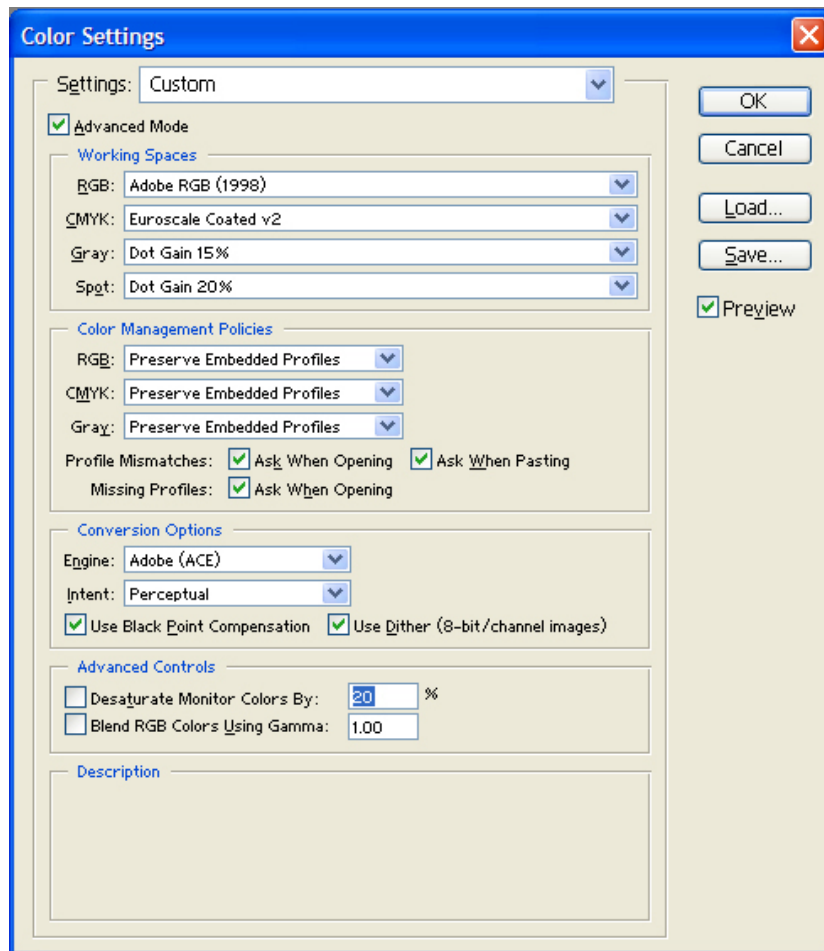 Color Settings
Settings: Custom
OK
Advanced Mode
Cancel
Working Spaces
RGB: Adobe RGB (1998)
Load...
CMYK: Euroscale Coated v2
Gray: Dot Gain 15%
Save...
Spot: Dot Gain 20%
Preview
Color Management Policies
RGB: Preserve Embedded Profiles
CMYK: Preserve Embedded Profiles
Gray: Preserve Embedded Profiles
Profile Mismatches: Ask When Opening Ask When Pasting
Missing Profiles: Ask When Opening
Conversion Options
Engine: Adobe (ACE)
Intent: Perceptual
Use Black Point Compensation Use Dither (8-bit/channel images)
Advanced Controls
Desaturate Monitor Colors By: 20 %
Blend RGB Colors Using Gamma: 1.00
Description